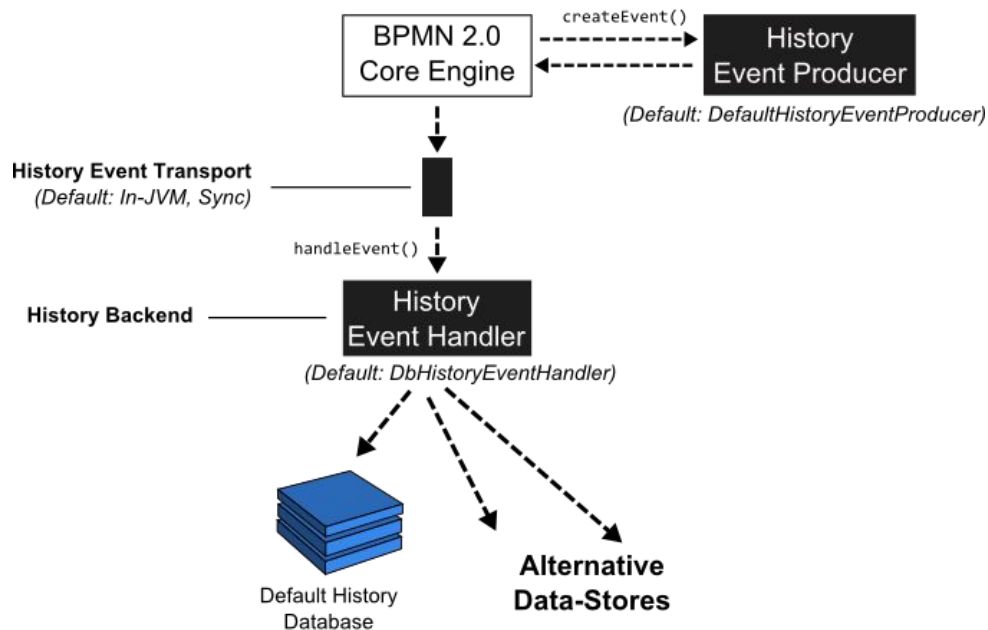 createEvent()
BPMN 2.0
Core Engine
History
Event Producer
(Default: DefaultHistoryEventProducer)
History Event Transport
(Default: In-JVM, Sync)
handleEvent()
History Backend
History
Event Handler
(Default: DbHistoryEventHandler)
Default History
Database
Alternative
Data-Stores